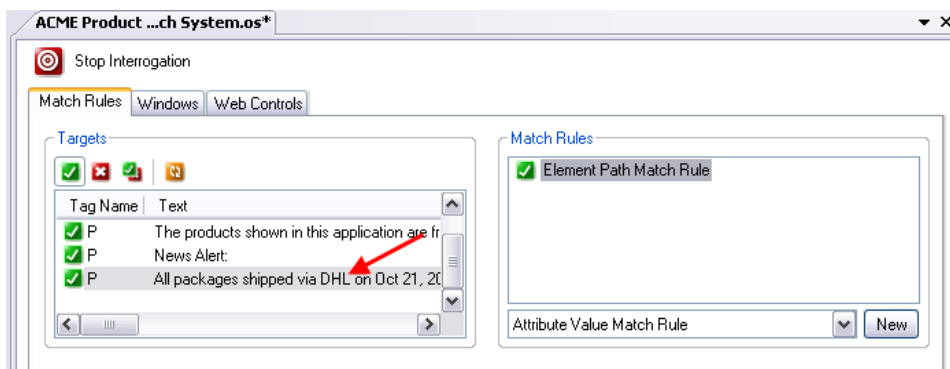 ACME Product ...ch System.os*
Stop Interrogation
Match Rules Windows Web Controls
Targets
Tag Name Text
P The products shown in this application are fr
P News Alert:
P All packages shipped via DHL on Oct 21, 20
Match Rules
Element Path Match Rule
Attribute Value Match Rule New